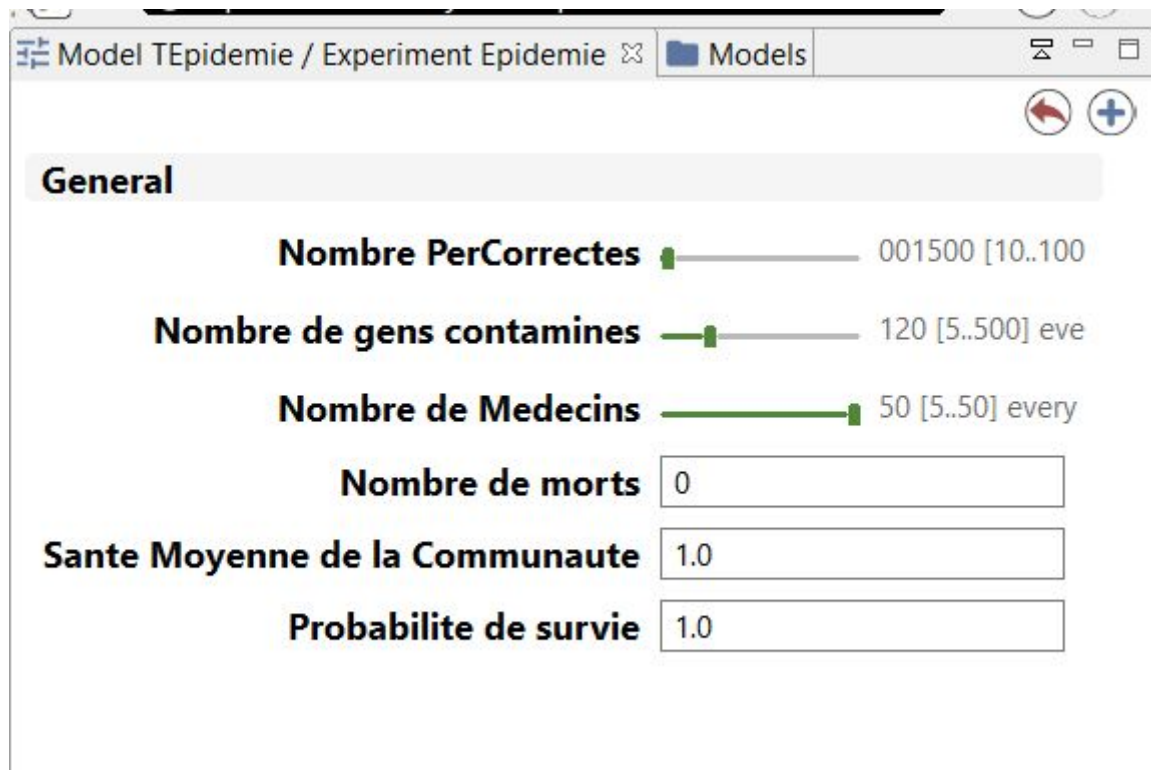 Model TEpidemie / Experiment Epidemie Models
General
Nombre PerCorrectes 001500 [10..100
Nombre de gens contamines 120 [5..500] eve
Nombre de Medecins 50 [5..50] every
Nombre de morts 0
Sante Moyenne de la Communaute 1.0
Probabilite de survie 1.0